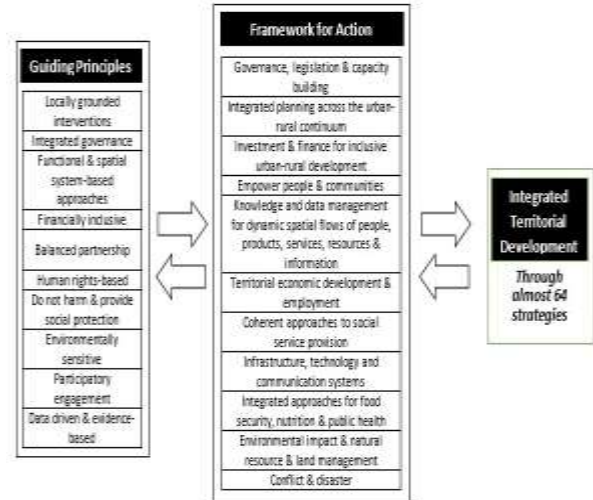 Guiding Principles
Locally grounded
interventions
Integrated governance
Functional & spatial
system-based
approaches
Financially inclusive
Balanced partnership
Human rights-based
Do not harm & provide
social protection
Environmentally
sensitive
Participatory
engagement
Data driven & evidence-
based
Framework for Action
Governance, legislation & capacity
building
Integrated planning across the urban-
rural continuum
Investment & finance for inclusive
urban-rural development
Empower people & communities
Knowledge and data management
for dynamic spatial flows of people,
products, services, resources &
information
Territorial economic development &
employment
Coherent approaches to social
service provision
Infrastructure, technology and
communication systems
Integrated approaches for food
security, nutrition & public health
Environmental impact & natural
resource & land management
Conflict & disaster
Integrated
Territorial
Development
Through
almost 64
strategies